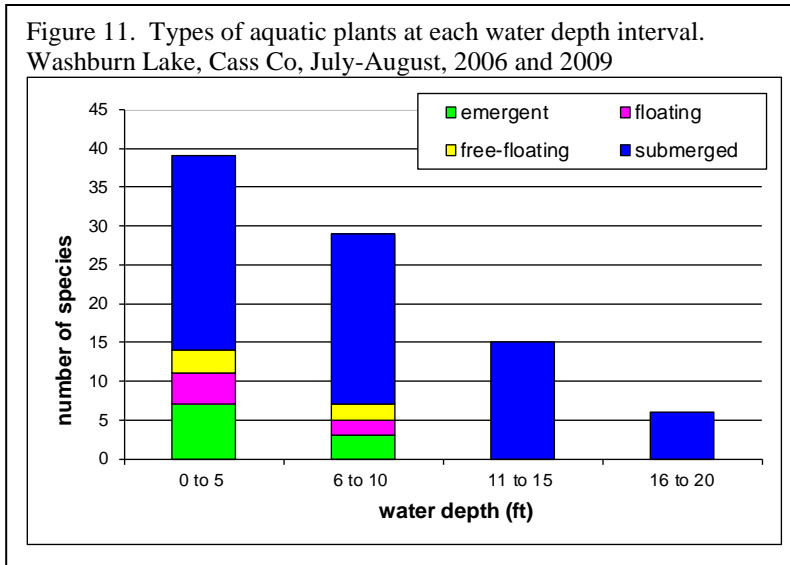 Figure 11. Types of aquatic plants at each water depth interval.
Washburn Lake, Cass Co, July-August, 2006 and 2009
emergent floating
free-floating submerged
45
40
35
30
25
20
15
10
5
0
number of species
0 to 5 6 to 10 11 to 15 16 to 20
water depth (ft)